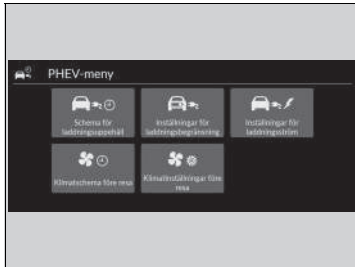 PHEV-meny
Schema för
laddningsuppehåll
Inställningar för
laddningsbegränsning
Inställningar för
laddningsström
Klimatschema före resa
Klimatinställningar före
resa